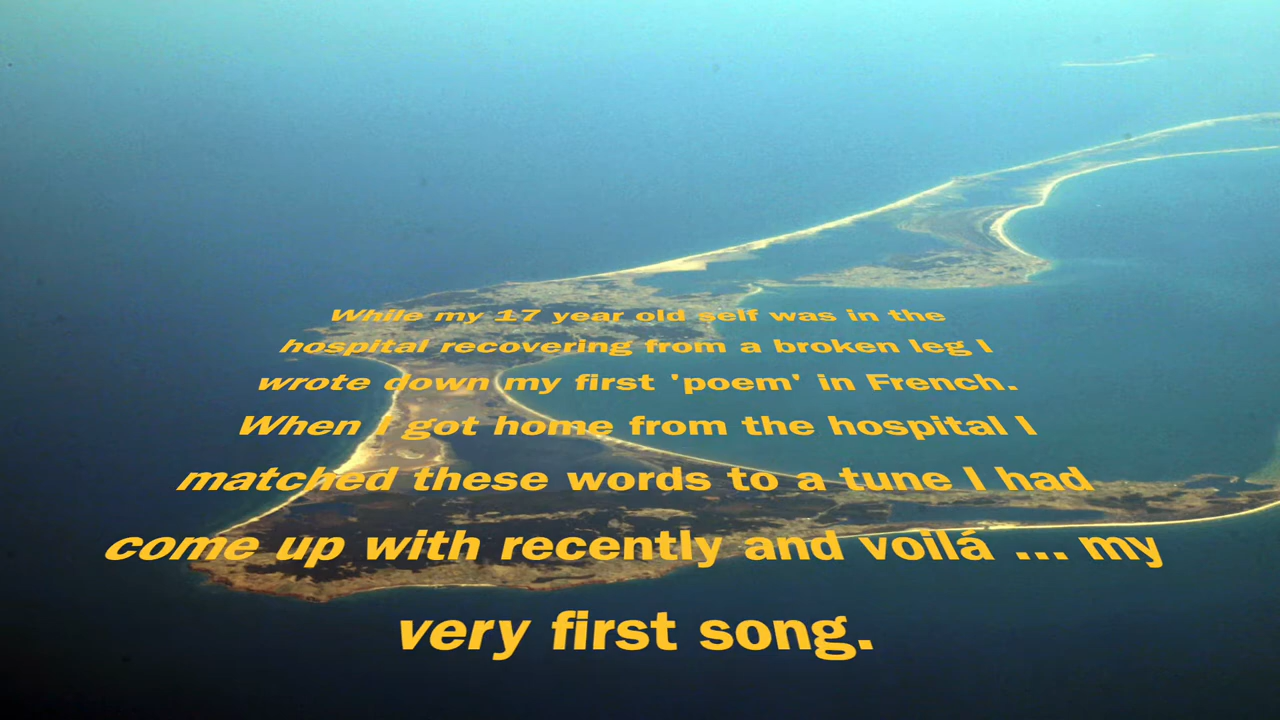 While my 17 year old self was in the
hospital recovering from a broken leg I
wrote down my first 'poem' in French.
When I got home from the hospital I
matched these words to a tune I had
come up with recently and voilá ... my
very first song.